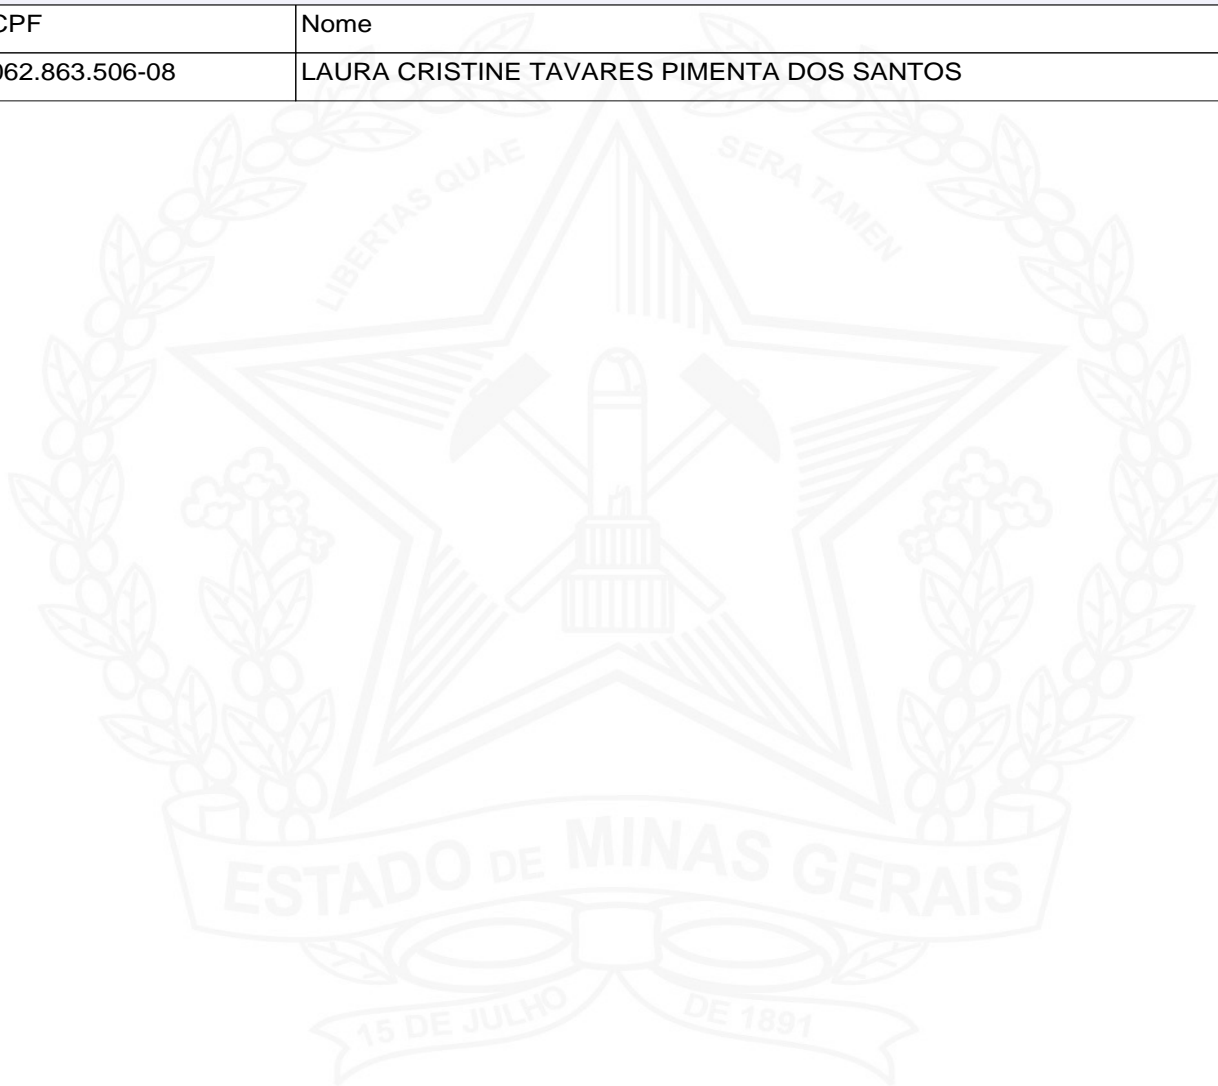 CPF Nome
062.863.506-08 LAURA CRISTINE TAVARES PIMENTA DOS SANTOS
LIBERTAS QUAE SERA TAMEN
ESTADO DE MINAS GERAIS
15 DE JULHO DE 1891